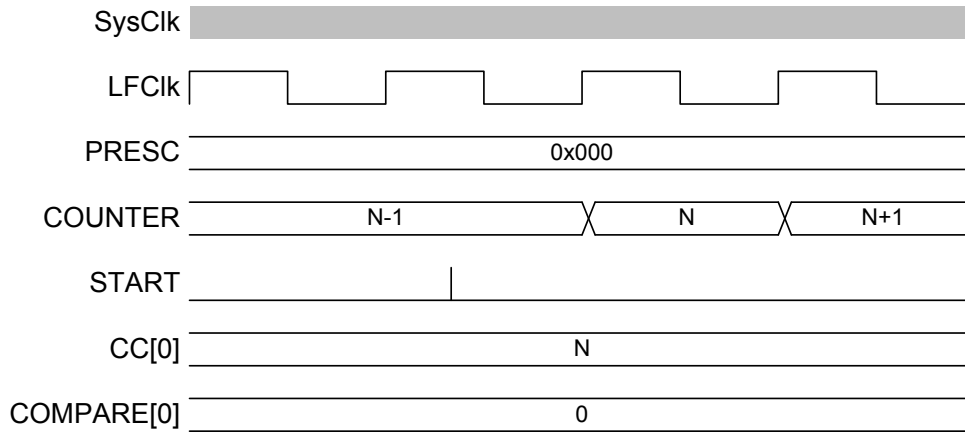 SysClk
LFClk
PRESC 0x000
COUNTER N-1 N N+1
START
CC[0] N
COMPARE[0] 0